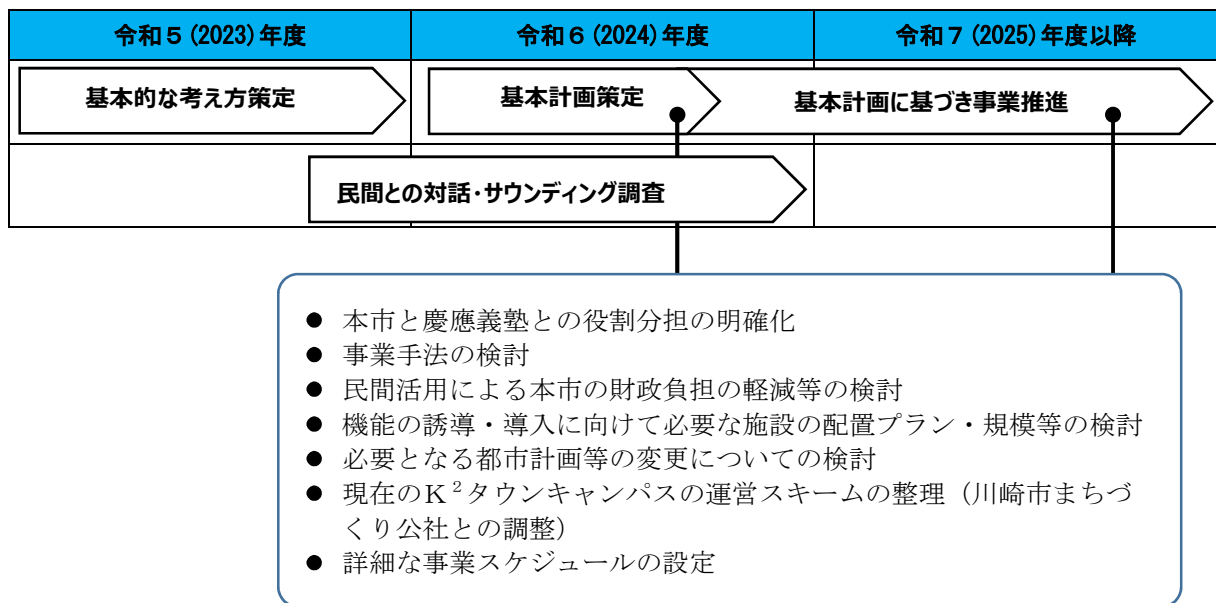 令和５(2023)年度 令和６(2024)年度 令和７(2025)年度以降
基本的な考え方策定 基本計画策定 基本計画に基づき事業推進
民間との対話・サウンディング調査
● 本市と慶應義塾との役割分担の明確化
● 事業手法の検討
● 民間活用による本市の財政負担の軽減等の検討
● 機能の誘導・導入に向けて必要な施設の配置プラン・規模等の検討
● 必要となる都市計画等の変更についての検討
● 現在のＫ²タウンキャンパスの運営スキームの整理（川崎市まちづ
くり公社との調整）
● 詳細な事業スケジュールの設定